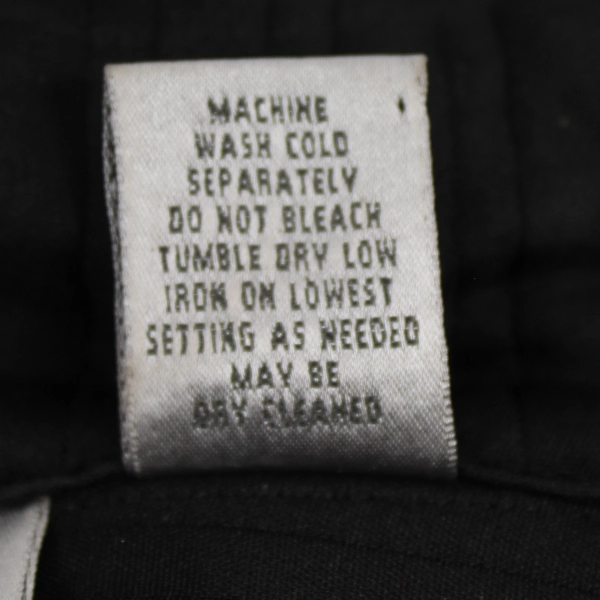 MACHINE
WASH COLD
SEPARATELY
DO NOT BLEACH
TUMBLE DRY LOW
IRON ON LOWEST
SETTING AS NEEDED
MAY BE
DRY CLEANED